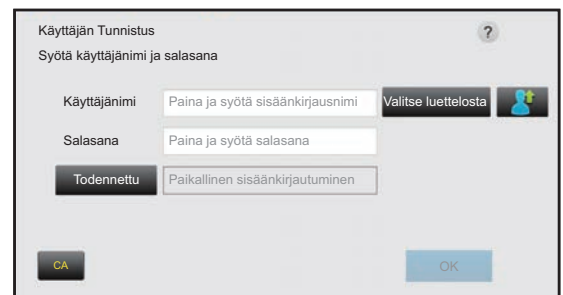 Käyttäjän Tunnistus
?
Syötä käyttäjänimi ja salasana
Käyttäjänimi Paina ja syötä sisäänkirjausnimi Valitse luettelosta
Salasana Paina ja syötä salasana
Todennettu Paikallinen sisäänkirjautuminen
CA OK